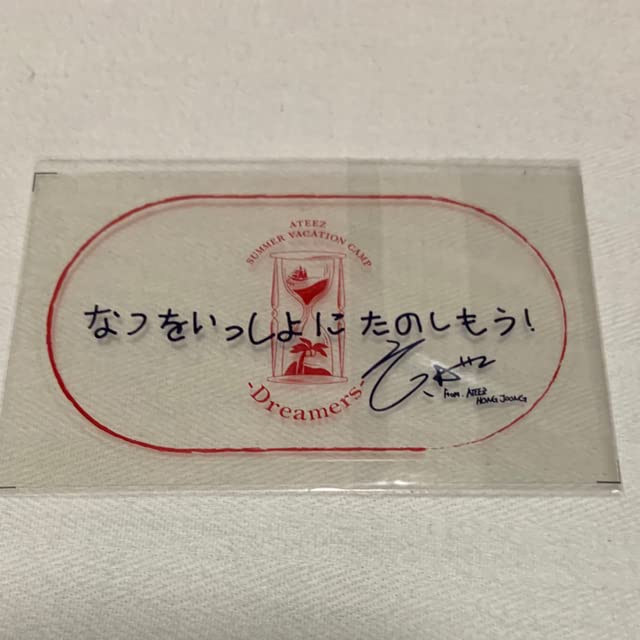 ATEEZ
SUMMER VACATION CAMP
なつをいっしょに たのしもう!
-Dreamers-
From. ATEEZ
HONG JOONG